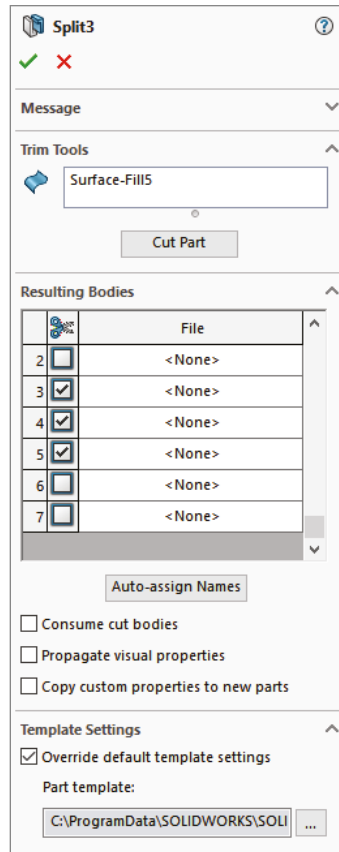 Split3
?
Message
Trim Tools
Surface-Fill5
Cut Part
Resulting Bodies
File
2 <None>
3 <None>
4 <None>
5 <None>
6 <None>
7 <None>
Auto-assign Names
Consume cut bodies
Propagate visual properties
Copy custom properties to new parts
Template Settings
Override default template settings
Part template:
C:\ProgramData\SOLIDWORKS\SOLI ...